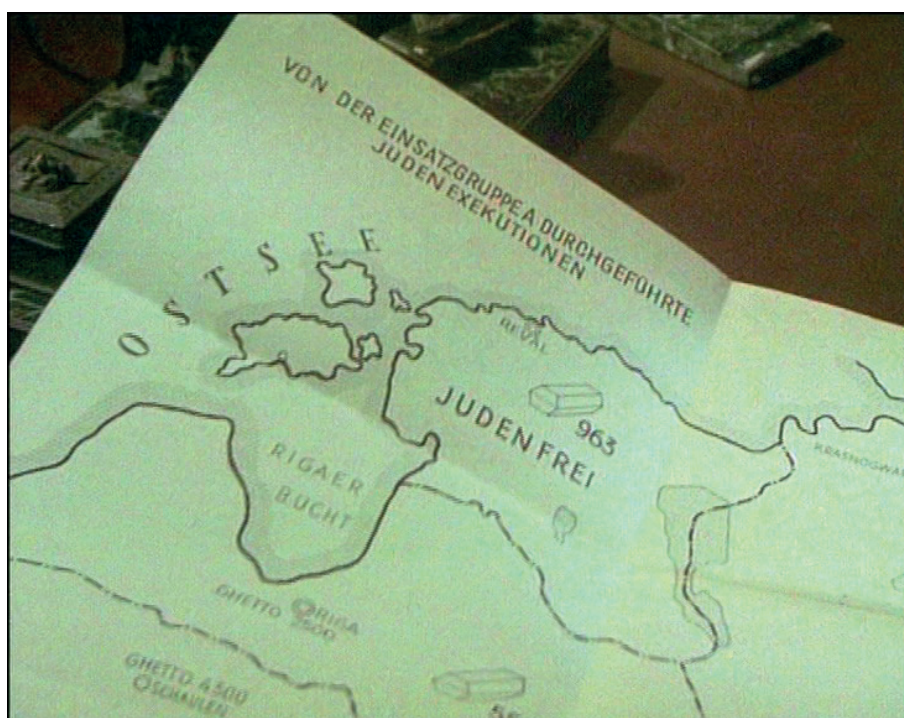 VON DER EINSATZGRUPPE A DURCHGEFÜHRTE
JUDENEXEKUTIONEN
OSTSEE
REVAL
963
JUDENFREI
RIGAER
BUCHT
GHETTO RIGA
2500
GHETTO 4500
SCHAULEN